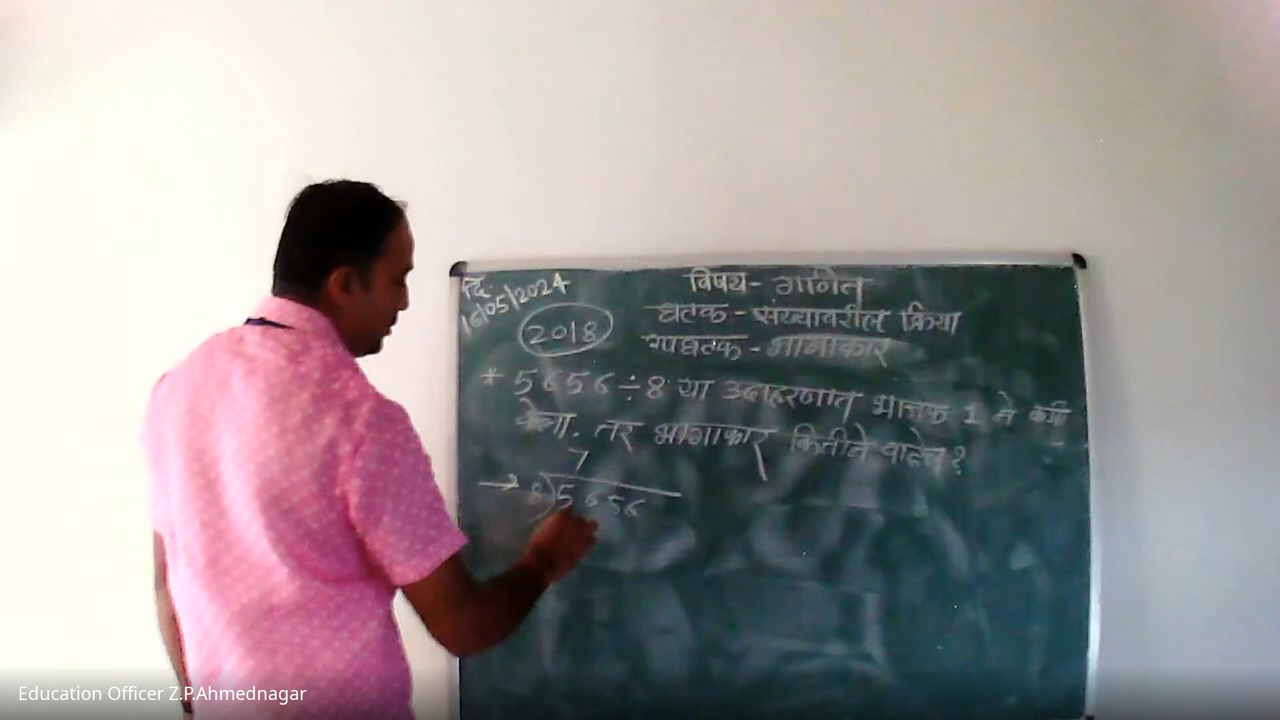 दि. 16/05/2024
विषय - गणित
घटक - संख्यावरील क्रिया
2018
उपघटक - भागाकार
* 5656 ÷ 8 या उदाहरणात भाजक 1 ने कमी
केला. तर भागाकार कितीने वाढेल?
7
→ 8)5656
Education Officer Z.P.Ahmednagar